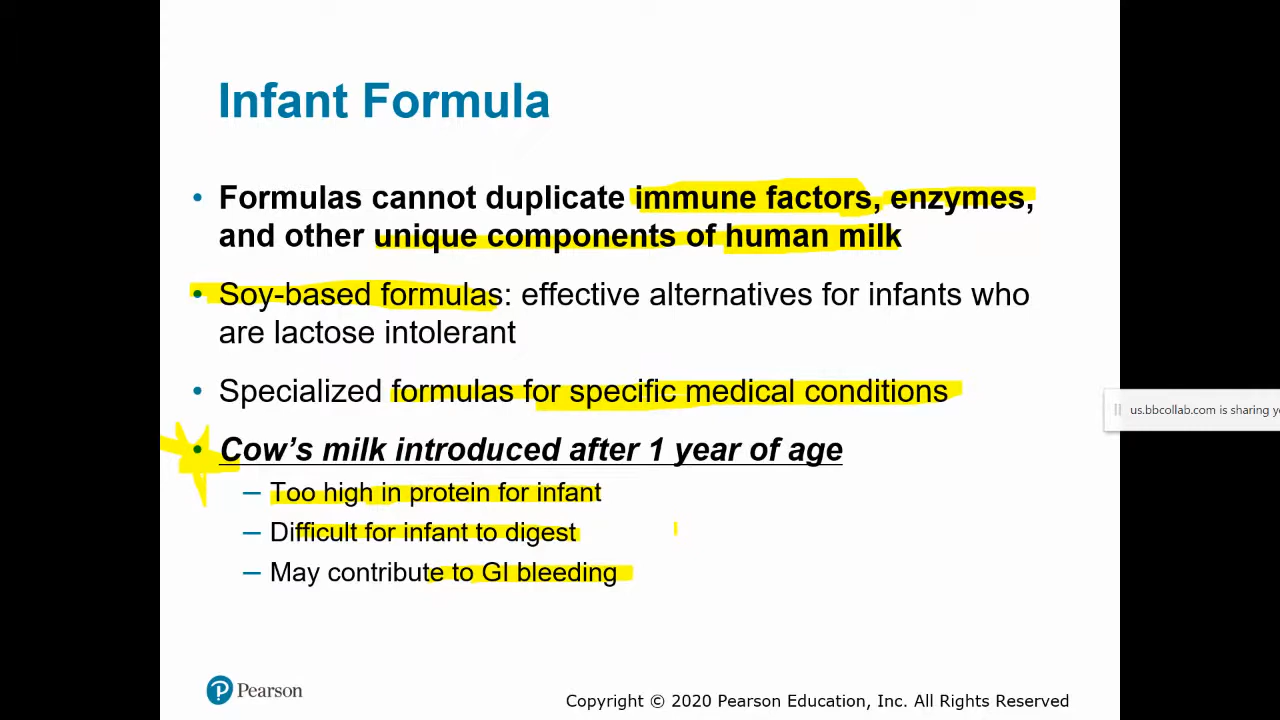 Infant Formula
• Formulas cannot duplicate immune factors, enzymes,
and other unique components of human milk
• Soy-based formulas: effective alternatives for infants who
are lactose intolerant
• Specialized formulas for specific medical conditions
• Cow’s milk introduced after 1 year of age
– Too high in protein for infant
– Difficult for infant to digest
– May contribute to GI bleeding
us.bbcollab.com is sharing yo
Pearson
Copyright © 2020 Pearson Education, Inc. All Rights Reserved